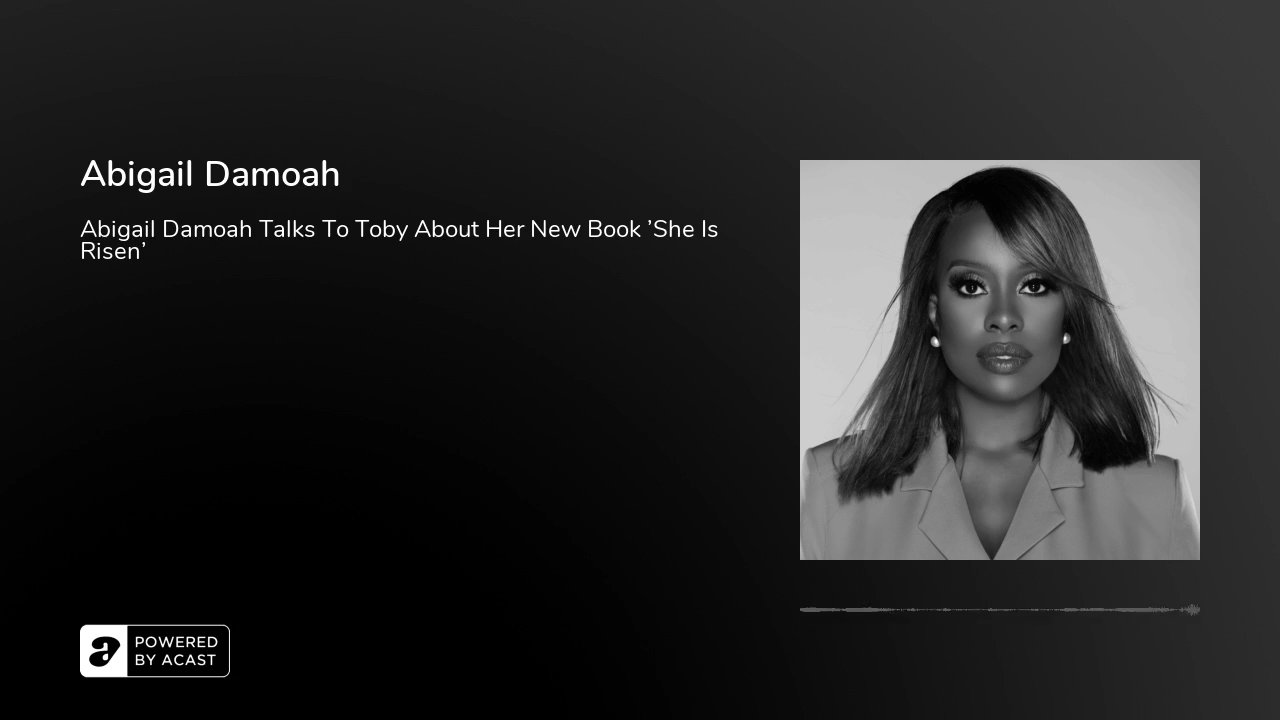 Abigail Damoah
Abigail Damoah Talks To Toby About Her New Book ’She Is
Risen’
POWERED
BY ACAST